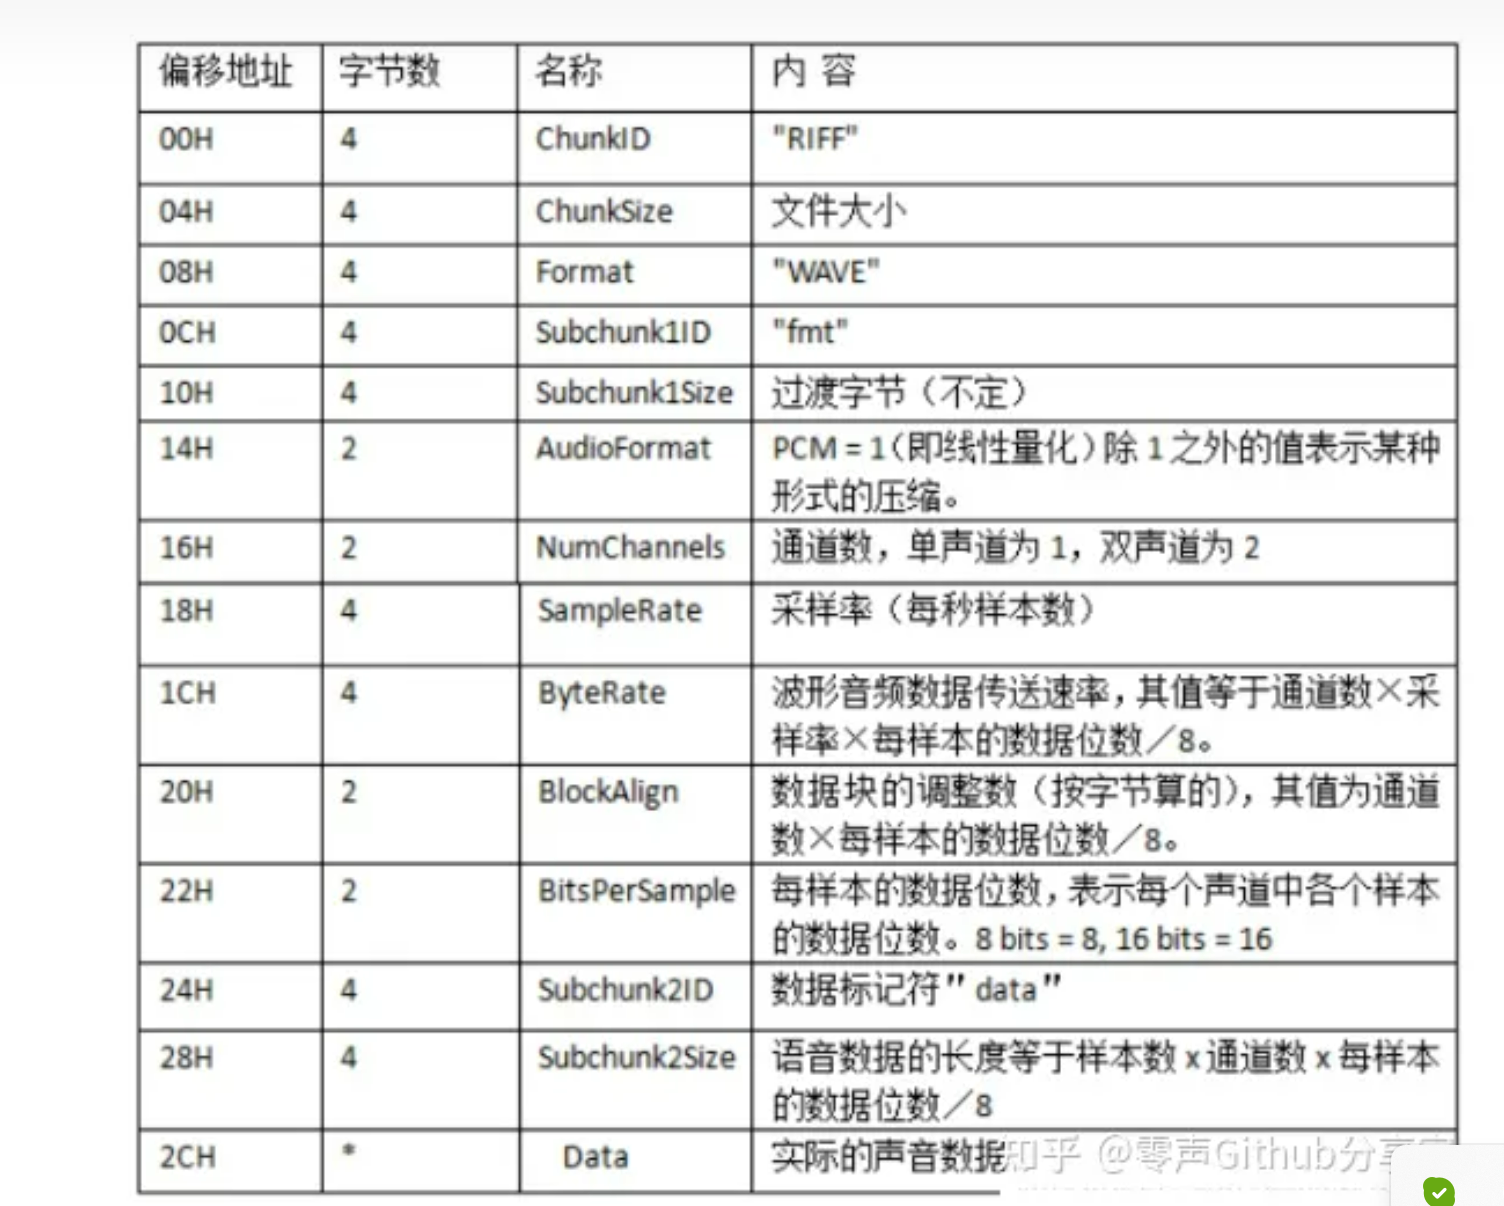 偏移地址 字节数 名称 内 容
00H 4 ChunkID "RIFF"
04H 4 ChunkSize 文件大小
08H 4 Format "WAVE"
0CH 4 Subchunk1ID "fmt"
10H 4 Subchunk1Size 过渡字节（不定）
14H 2 AudioFormat PCM = 1（即线性量化）除 1 之外的值表示某种
形式的压缩。
16H 2 NumChannels 通道数，单声道为 1，双声道为 2
18H 4 SampleRate 采样率（每秒样本数）
1CH 4 ByteRate 波形音频数据传送速率，其值等于通道数×采
样率×每样本的数据位数／8。
20H 2 BlockAlign 数据块的调整数（按字节算的），其值为通道
数×每样本的数据位数／8。
22H 2 BitsPerSample 每样本的数据位数，表示每个声道中各个样本
的数据位数。8 bits = 8, 16 bits = 16
24H 4 Subchunk2ID 数据标记符＂data＂
28H 4 Subchunk2Size 语音数据的长度等于样本数 x 通道数 x 每样本
的数据位数／8
2CH * Data 实际的声音数据
知乎 @零声Github分享